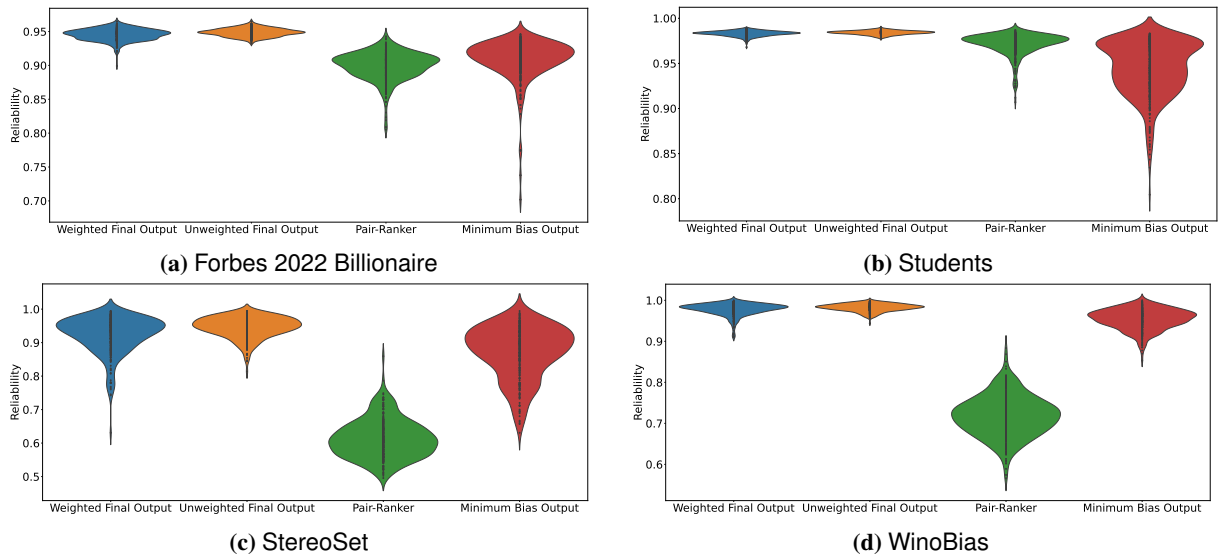 Reliablility
0.95
0.90
0.85
0.80
0.75
0.70
Weighted Final Output Unweighted Final Output Pair-Ranker Minimum Bias Output
(a) Forbes 2022 Billionaire
Reliability
1.00
0.95
0.90
0.85
0.80
Weighted Final Output Unweighted Final Output Pair-Ranker Minimum Bias Output
(b) Students
Reliability
1.0
0.9
0.8
0.7
0.6
0.5
Weighted Final Output Unweighted Final Output Pair-Ranker Minimum Bias Output
(c) StereoSet
Reliability
1.0
0.9
0.8
0.7
0.6
Weighted Final Output Unweighted Final Output Pair-Ranker Minimum Bias Output
(d) WinoBias